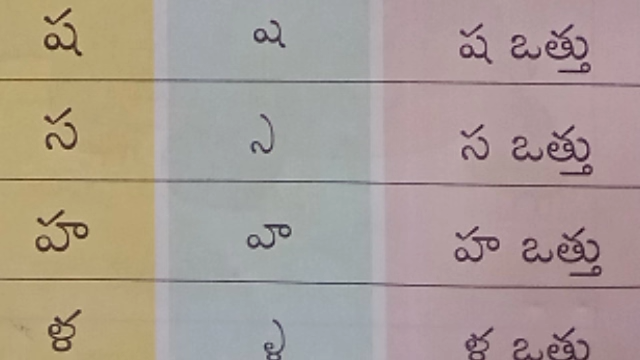 ష ్ష ష ఒత్తు
స ్స స ఒత్తు
హ ్హ హ ఒత్తు
ళ ్ళ ళ ఒత్తు